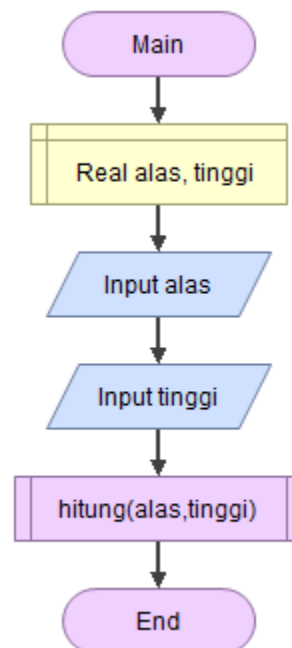 Main
Real alas, tinggi
Input alas
Input tinggi
hitung(alas,tinggi)
End